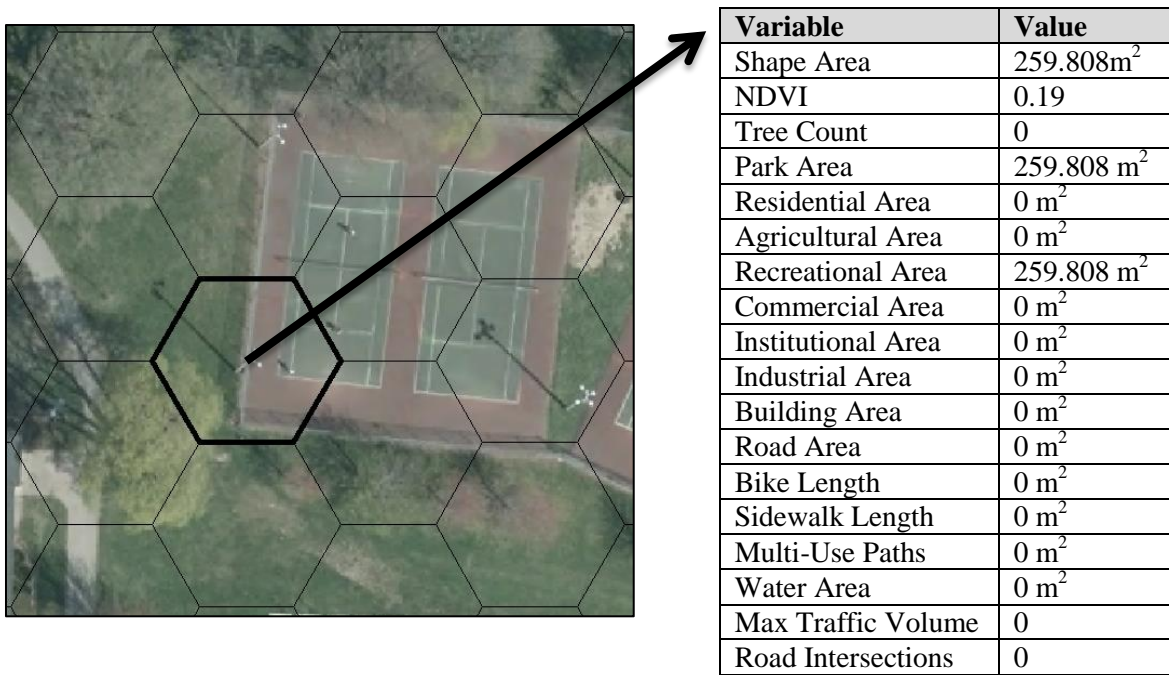 Variable Value
Shape Area 259.808m²
NDVI 0.19
Tree Count 0
Park Area 259.808 m²
Residential Area 0 m²
Agricultural Area 0 m²
Recreational Area 259.808 m²
Commercial Area 0 m²
Institutional Area 0 m²
Industrial Area 0 m²
Building Area 0 m²
Road Area 0 m²
Bike Length 0 m²
Sidewalk Length 0 m²
Multi-Use Paths 0 m²
Water Area 0 m²
Max Traffic Volume 0
Road Intersections 0